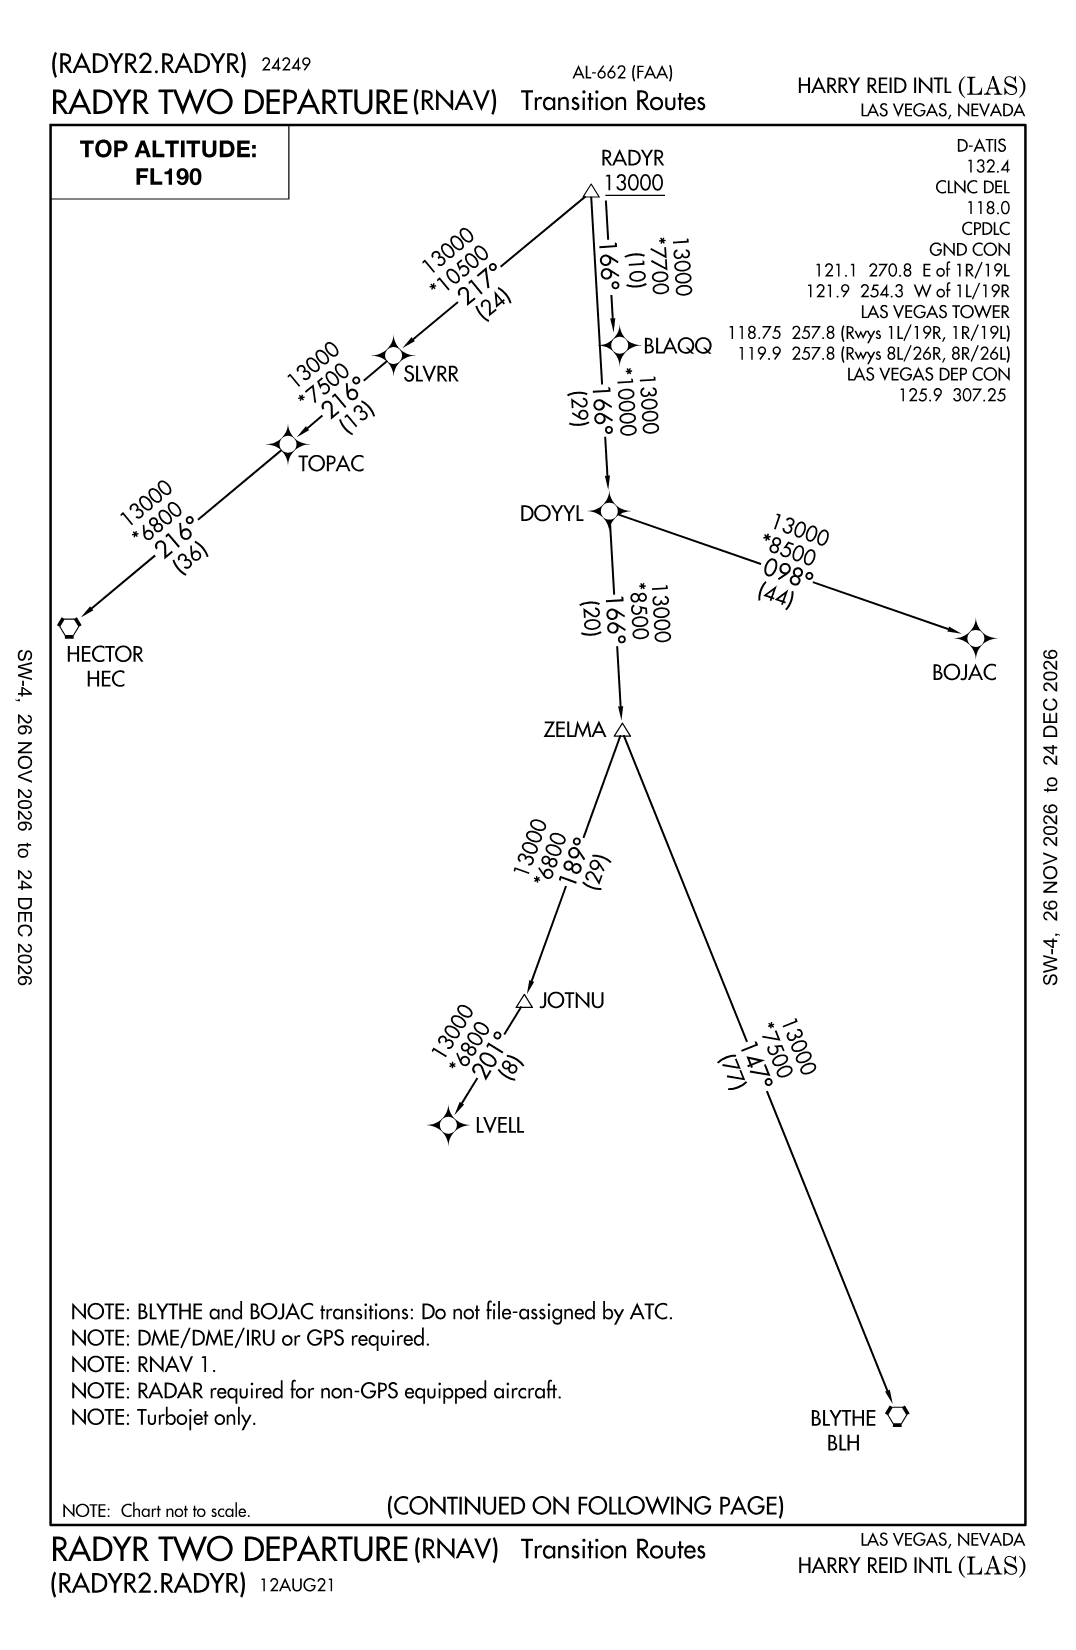 (RADYR2.RADYR) 24249
AL-662 (FAA)
RADYR TWO DEPARTURE (RNAV) Transition Routes
HARRY REID INTL (LAS)
LAS VEGAS, NEVADA
TOP ALTITUDE:
FL190
D-ATIS
132.4
CLNC DEL
118.0
CPDLC
GND CON
121.1 270.8 E of 1R/19L
121.9 254.3 W of 1L/19R
LAS VEGAS TOWER
118.75 257.8 (Rwys 1L/19R, 1R/19L)
119.9 257.8 (Rwys 8L/26R, 8R/26L)
LAS VEGAS DEP CON
125.9 307.25
RADYR
13000
13000
*10500
217°
(24)
13000
*7700
166°
(10)
BLAQQ
SLVRR
13000
*7500
216°
(13)
13000
*10000
166°
(29)
TOPAC
13000
*6800
216°
(36)
DOYYL
13000
*8500
098°
(44)
13000
*8500
166°
(20)
HECTOR
HEC
BOJAC
ZELMA
13000
*6800
189°
(29)
JOTNU
13000
*6800
201°
(8)
13000
*7500
147°
(77)
LVELL
BLYTHE
BLH
NOTE: BLYTHE and BOJAC transitions: Do not file-assigned by ATC.
NOTE: DME/DME/IRU or GPS required.
NOTE: RNAV 1.
NOTE: RADAR required for non-GPS equipped aircraft.
NOTE: Turbojet only.
NOTE: Chart not to scale.
(CONTINUED ON FOLLOWING PAGE)
RADYR TWO DEPARTURE (RNAV) Transition Routes
(RADYR2.RADYR) 12AUG21
LAS VEGAS, NEVADA
HARRY REID INTL (LAS)
SW-4, 26 NOV 2026 to 24 DEC 2026
SW-4, 26 NOV 2026 to 24 DEC 2026